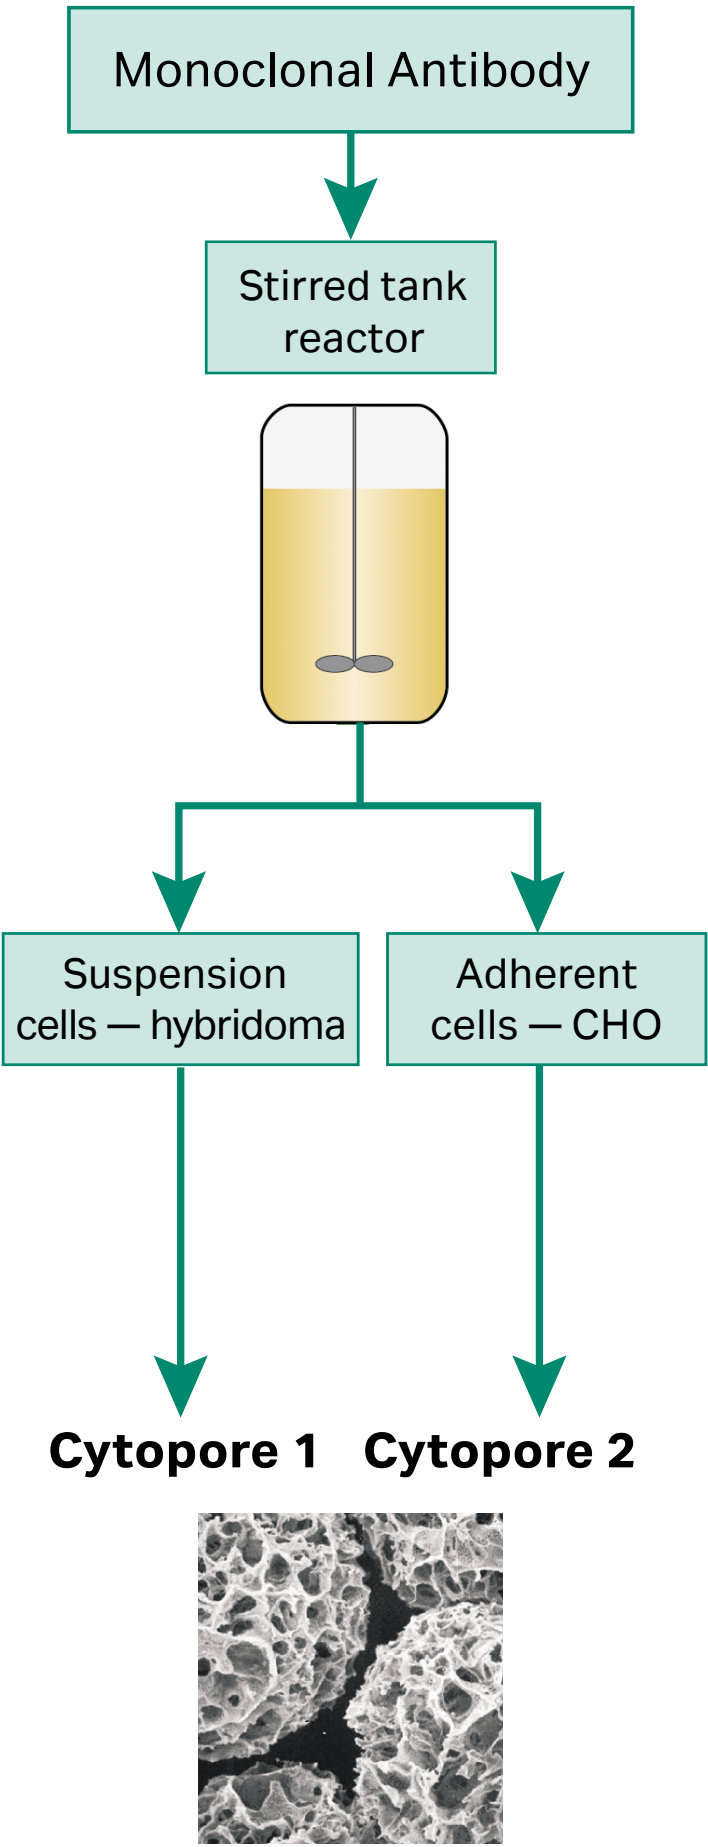 Monoclonal Antibody
Stirred tank
reactor
Suspension
cells — hybridoma
Adherent
cells — CHO
Cytopore 1
Cytopore 2